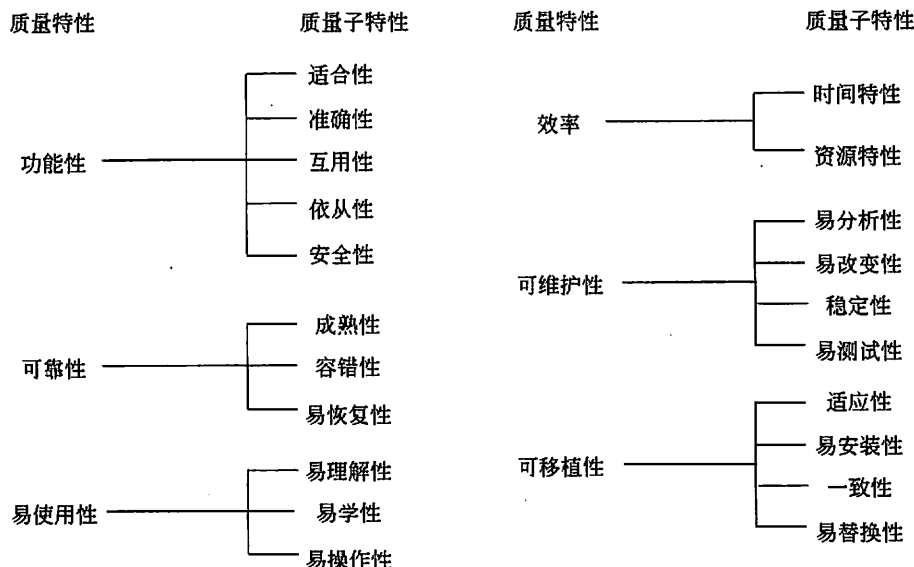 质量特性
质量子特性
功能性
适合性
准确性
互用性
依从性
安全性
可靠性
成熟性
容错性
易恢复性
易使用性
易理解性
易学性
易操作性
质量特性
质量子特性
效率
时间特性
资源特性
可维护性
易分析性
易改变性
稳定性
易测试性
可移植性
适应性
易安装性
一致性
易替换性